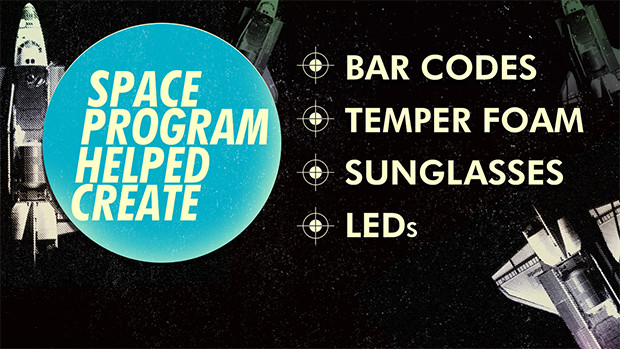 SPACE
PROGRAM
HELPED
CREATE
BAR CODES
TEMPER FOAM
SUNGLASSES
LEDs